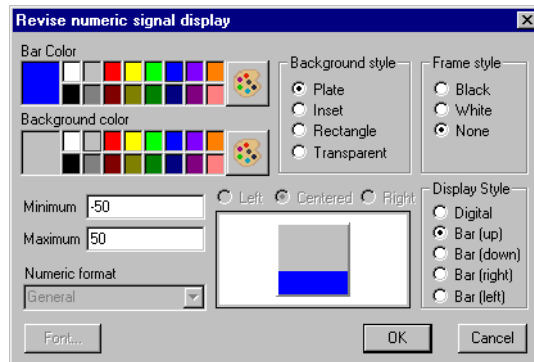 Revise numeric signal display
Bar Color
Background color
Background style
Plate
Inset
Rectangle
Transparent
Frame style
Black
White
None
Minimum -50
Maximum 50
Numeric format
General
Left Centered Right
Display Style
Digital
Bar (up)
Bar (down)
Bar (right)
Bar (left)
Font...
OK
Cancel